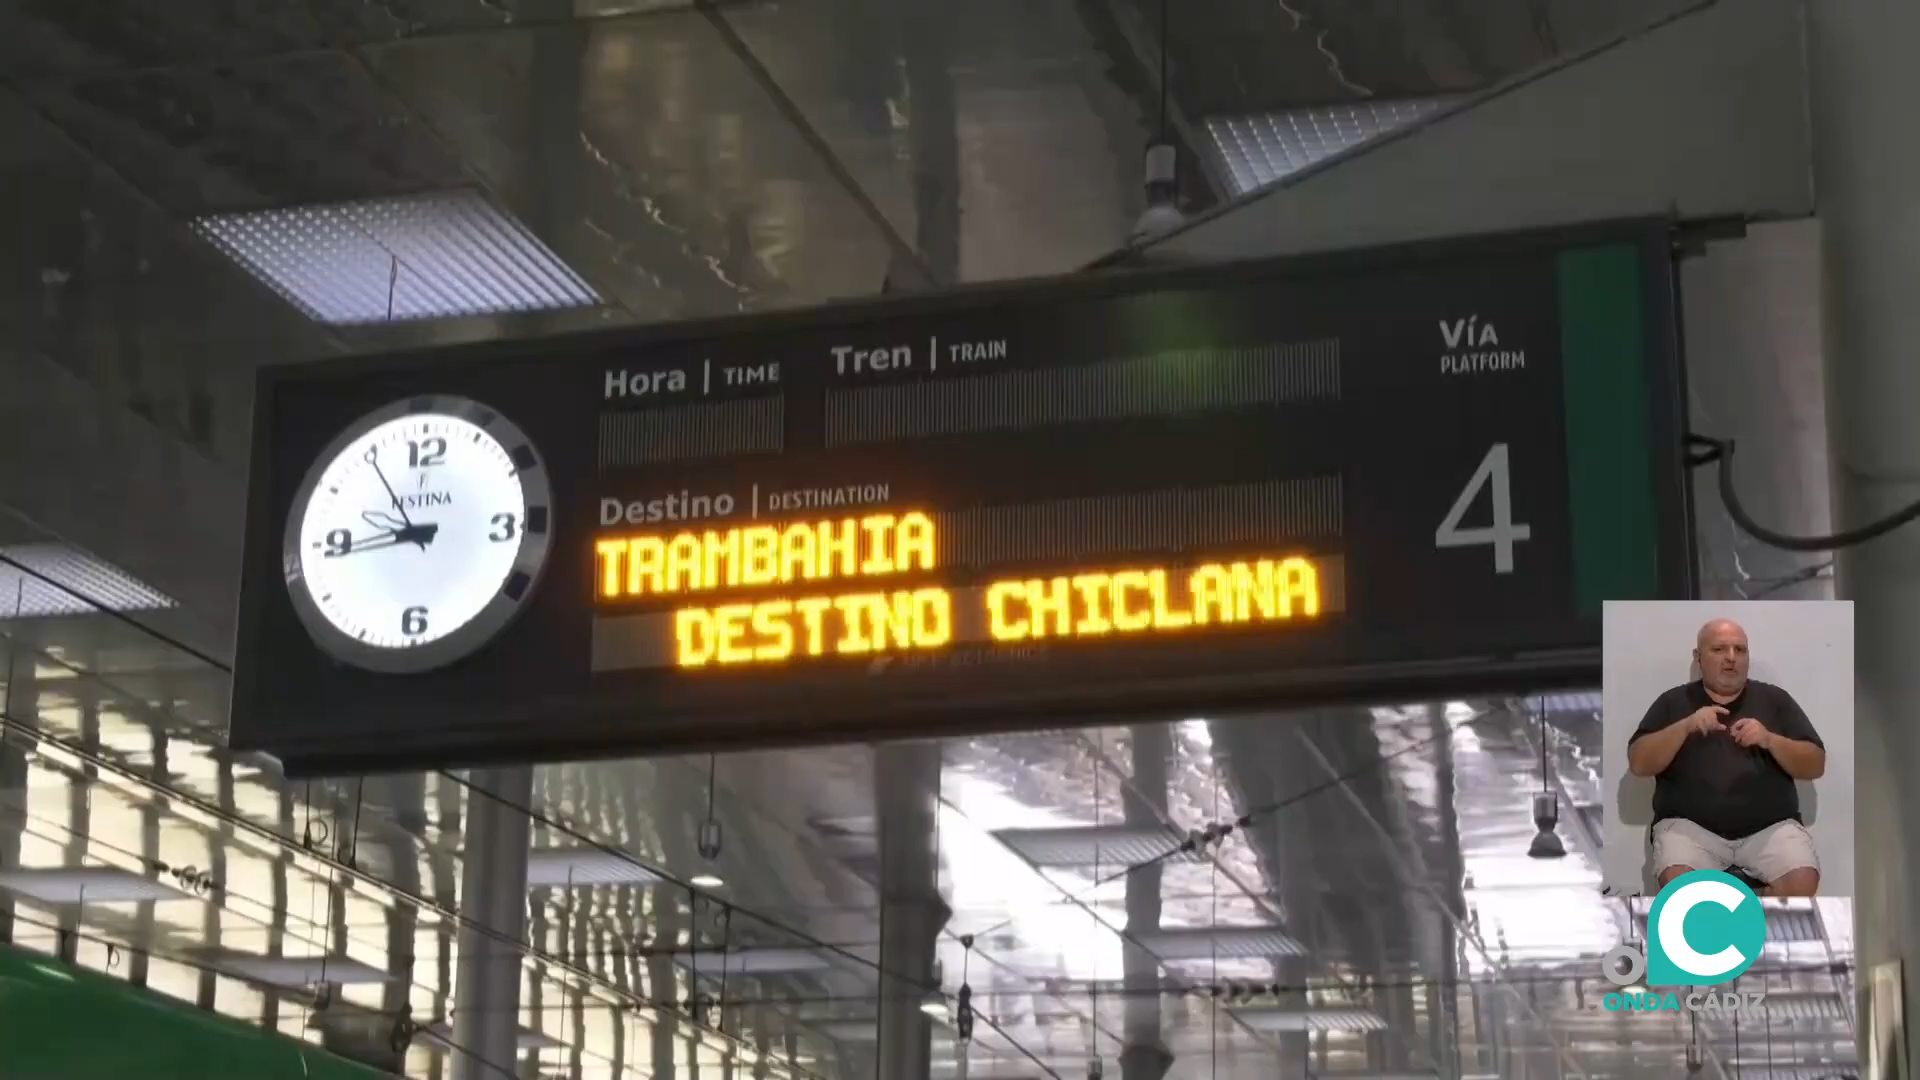 Hora | TIME
Tren | TRAIN
VÍA
PLATFORM
12
FESTINA
9
3
6
Destino | DESTINATION
TRAMBAHIA
DESTINO CHICLANA
4
OC
ONDA CÁDIZ